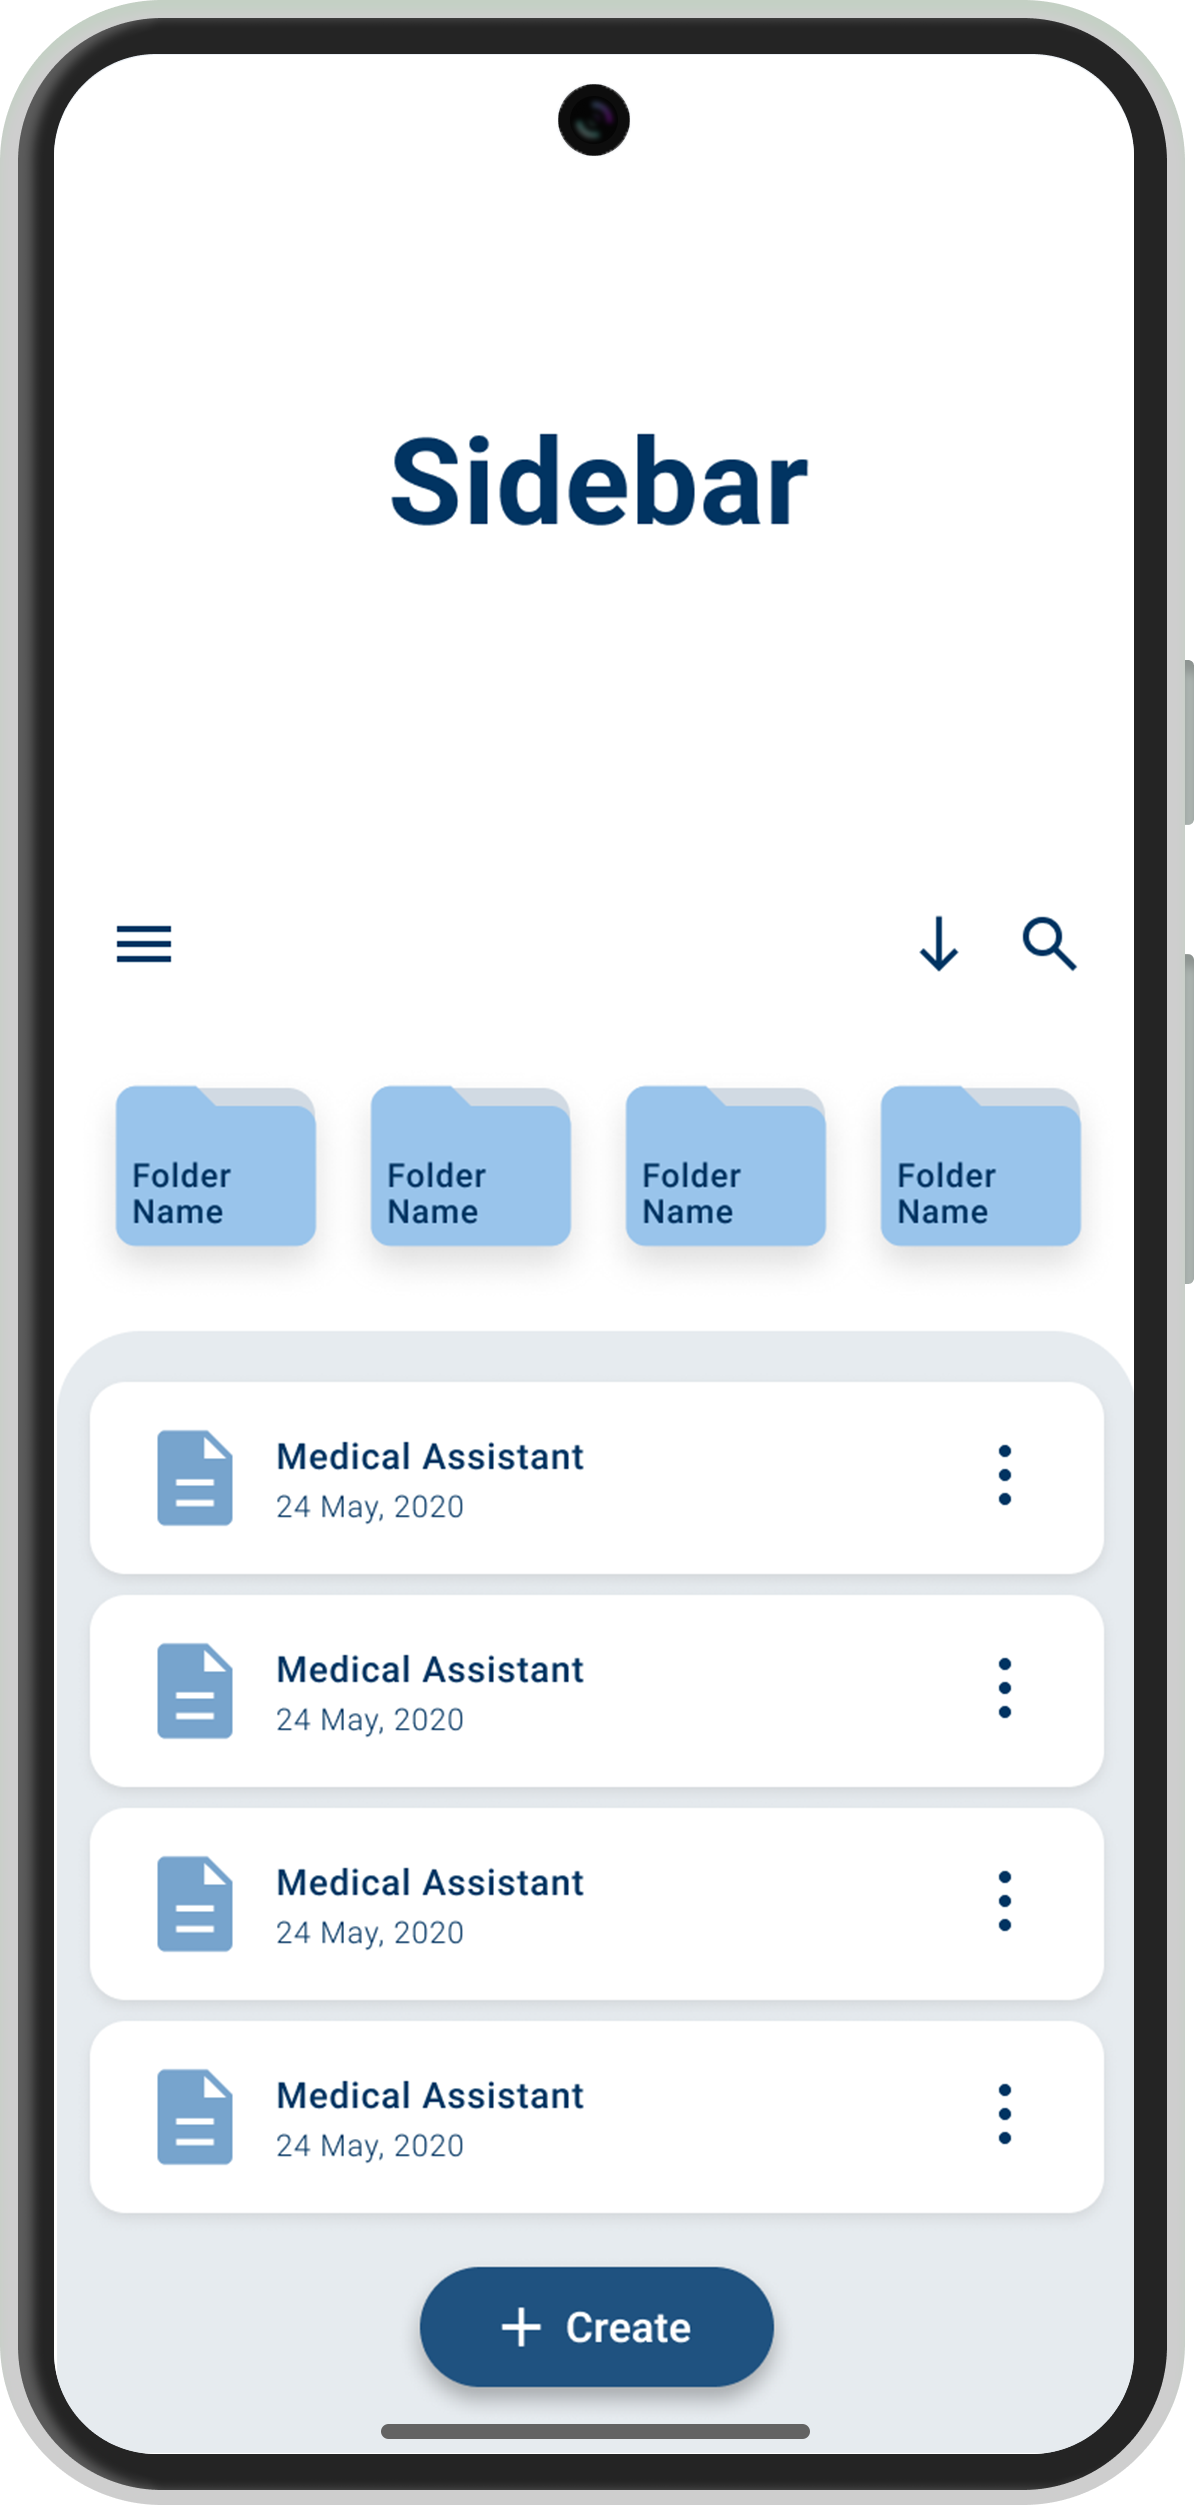 Sidebar
Folder
Name
Folder
Name
Folder
Name
Folder
Name
Medical Assistant
24 May, 2020
Medical Assistant
24 May, 2020
Medical Assistant
24 May, 2020
Medical Assistant
24 May, 2020
Create